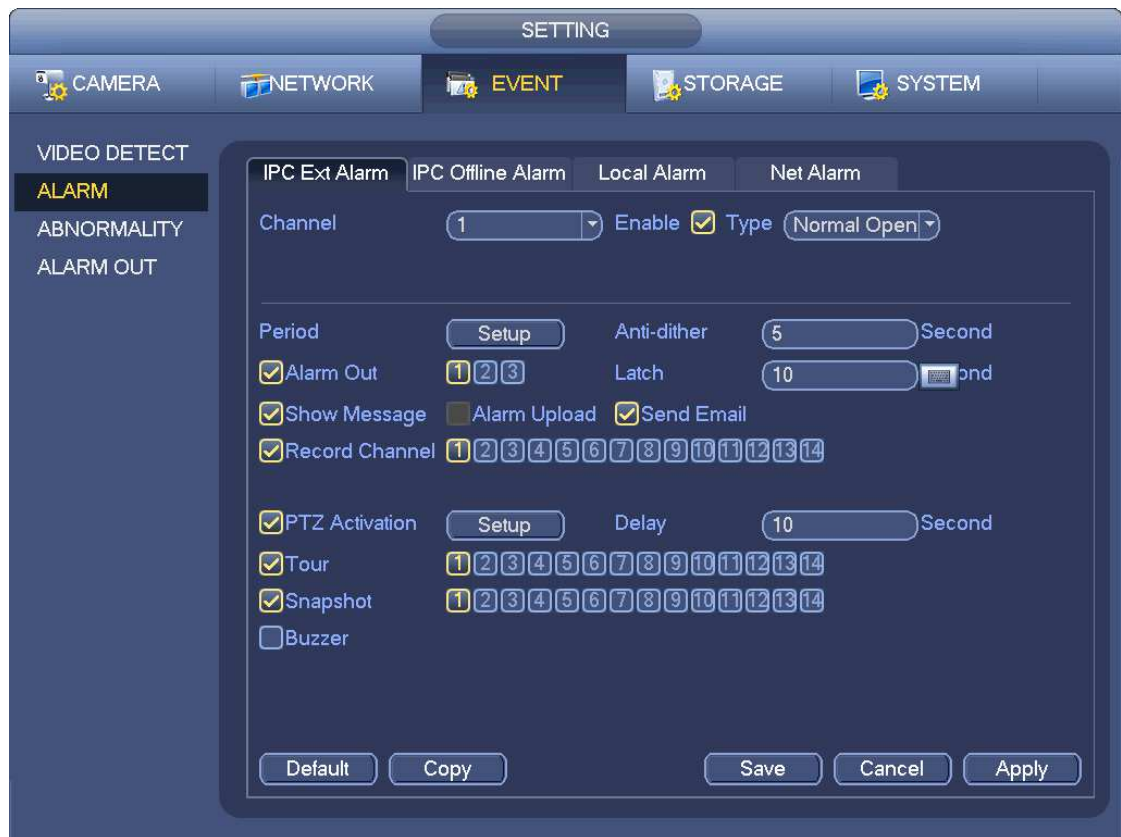 SETTING
CAMERA NETWORK EVENT STORAGE SYSTEM
VIDEO DETECT
ALARM
ABNORMALITY
ALARM OUT
IPC Ext Alarm IPC Offline Alarm Local Alarm Net Alarm
Channel 1 Enable Type Normal Open
Period Setup Anti-dither 5 Second
Alarm Out 1 2 3 Latch 10 ond
Show Message Alarm Upload Send Email
Record Channel 1 2 3 4 5 6 7 8 9 10 11 12 13 14
PTZ Activation Setup Delay 10 Second
Tour 1 2 3 4 5 6 7 8 9 10 11 12 13 14
Snapshot 1 2 3 4 5 6 7 8 9 10 11 12 13 14
Buzzer
Default Copy Save Cancel Apply